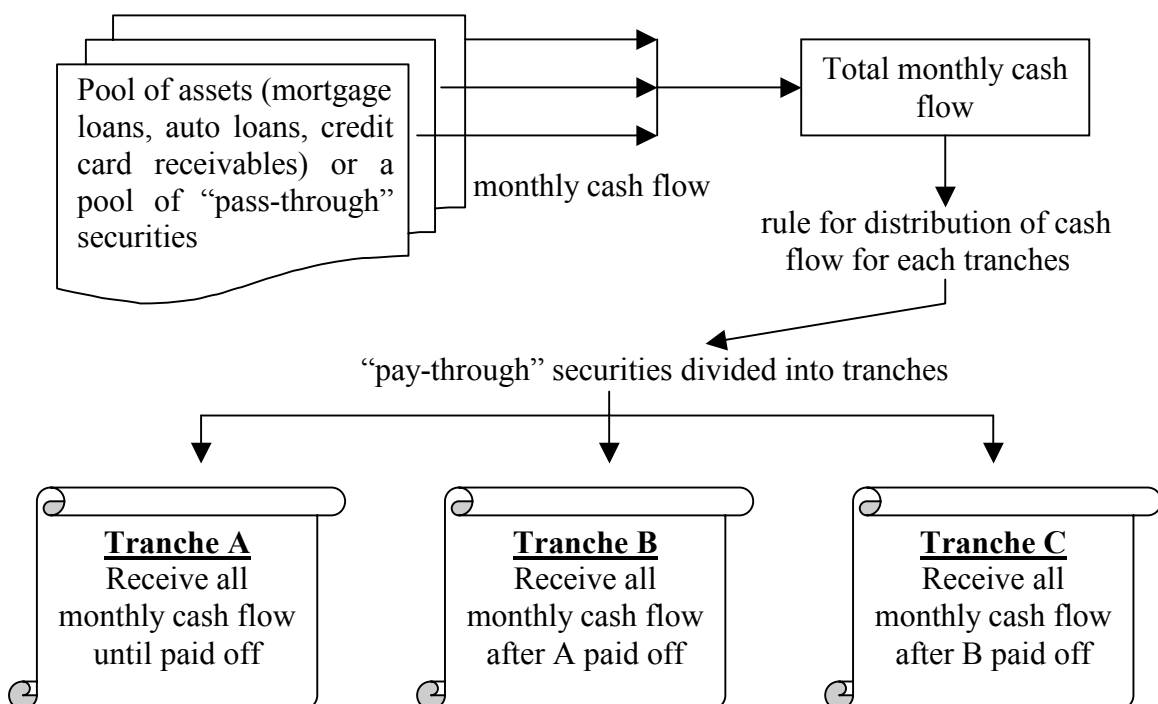 Pool of assets (mortgage
loans, auto loans, credit
card receivables) or a
pool of “pass-through”
securities
monthly cash flow
Total monthly cash
flow
rule for distribution of cash
flow for each tranches
“pay-through” securities divided into tranches
Tranche A
Receive all
monthly cash flow
until paid off
Tranche B
Receive all
monthly cash flow
after A paid off
Tranche C
Receive all
monthly cash flow
after B paid off